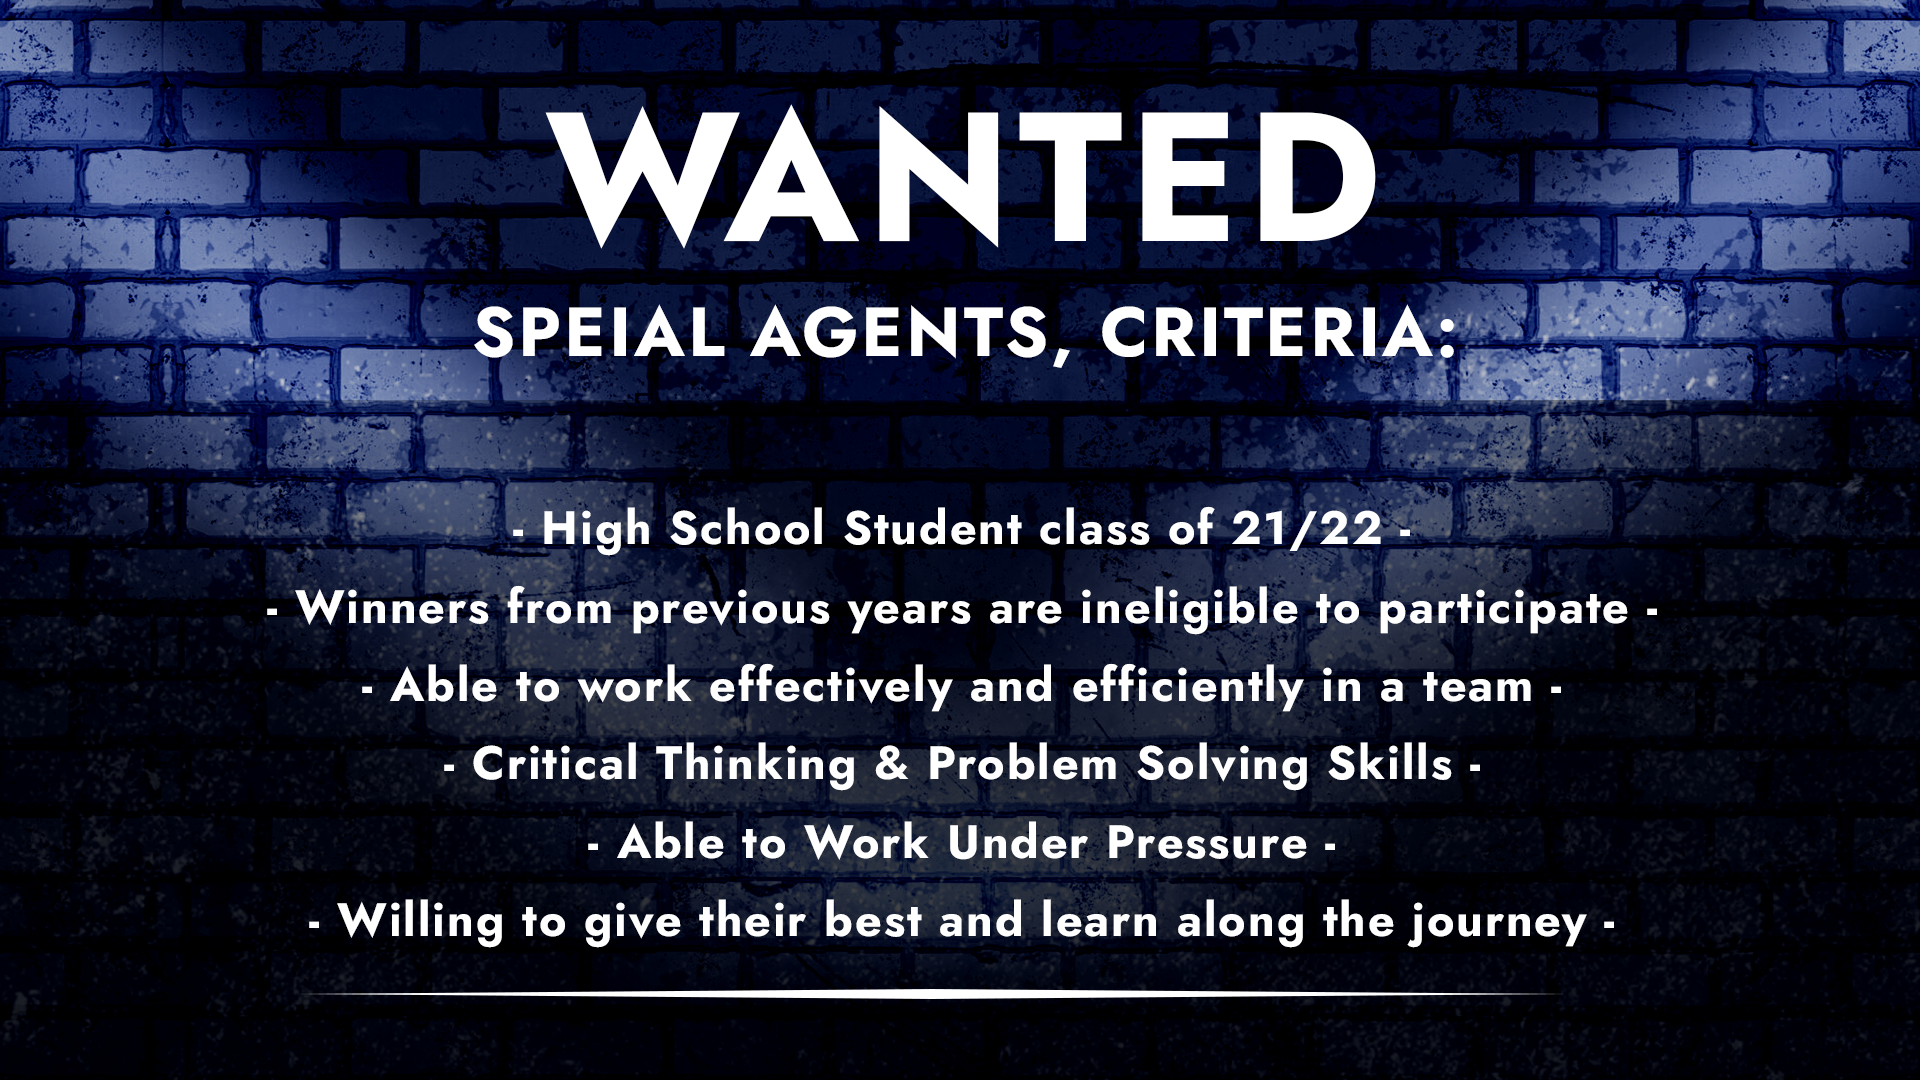 WANTED
SPEIAL AGENTS, CRITERIA:
- High School Student class of 21/22 -
- Winners from previous years are ineligible to participate -
- Able to work effectively and efficiently in a team -
- Critical Thinking & Problem Solving Skills -
- Able to Work Under Pressure -
- Willing to give their best and learn along the journey -